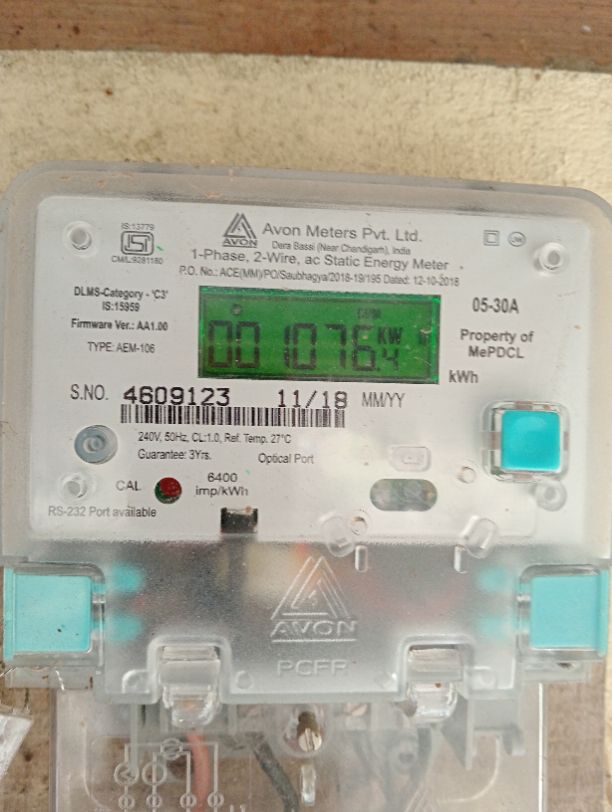 IS:13779
ISI
CM/L:9281180
AVON
Avon Meters Pvt. Ltd.
Dera Bassi (Near Chandigarh), India
1-Phase, 2-Wire, ac Static Energy Meter
P.O. No.: ACE(MM)/PO/Saubhagya/2018-19/195 Dated: 12-10-2018
DLMS-Category - 'C3'
IS:15959
Firmware Ver.: AA1.00
TYPE: AEM-106
CUM
001076.4 KW
05-30A
Property of
MePDCL
kWh
S.NO. 4609123 11/18 MM/YY
240V, 50Hz, CL:1.0, Ref. Temp. 27°C
Guarantee: 3Yrs. Optical Port
CAL
6400
imp/kWh
RS-232 Port available
AVON
PCFR